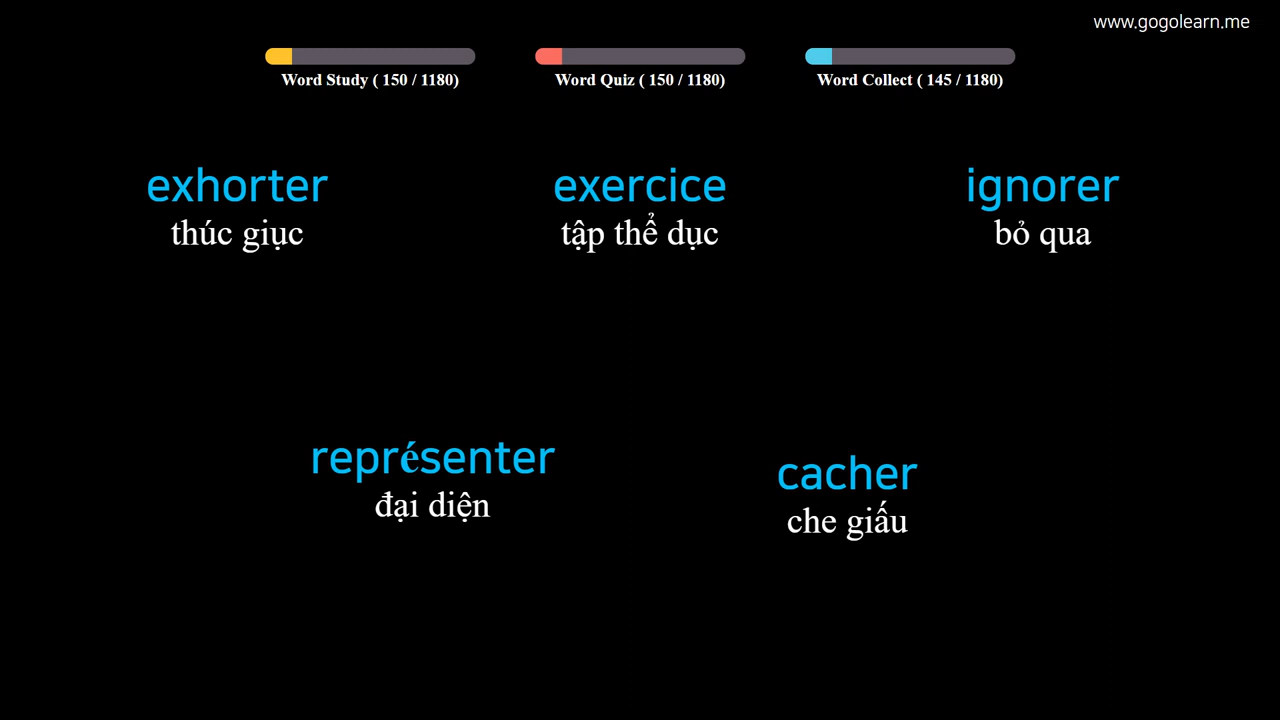 www.gogolearn.me
Word Study ( 150 / 1180)
Word Quiz ( 150 / 1180)
Word Collect ( 145 / 1180)
exhorter
thúc giục
exercice
tập thể dục
ignorer
bỏ qua
représenter
đại diện
cacher
che giấu